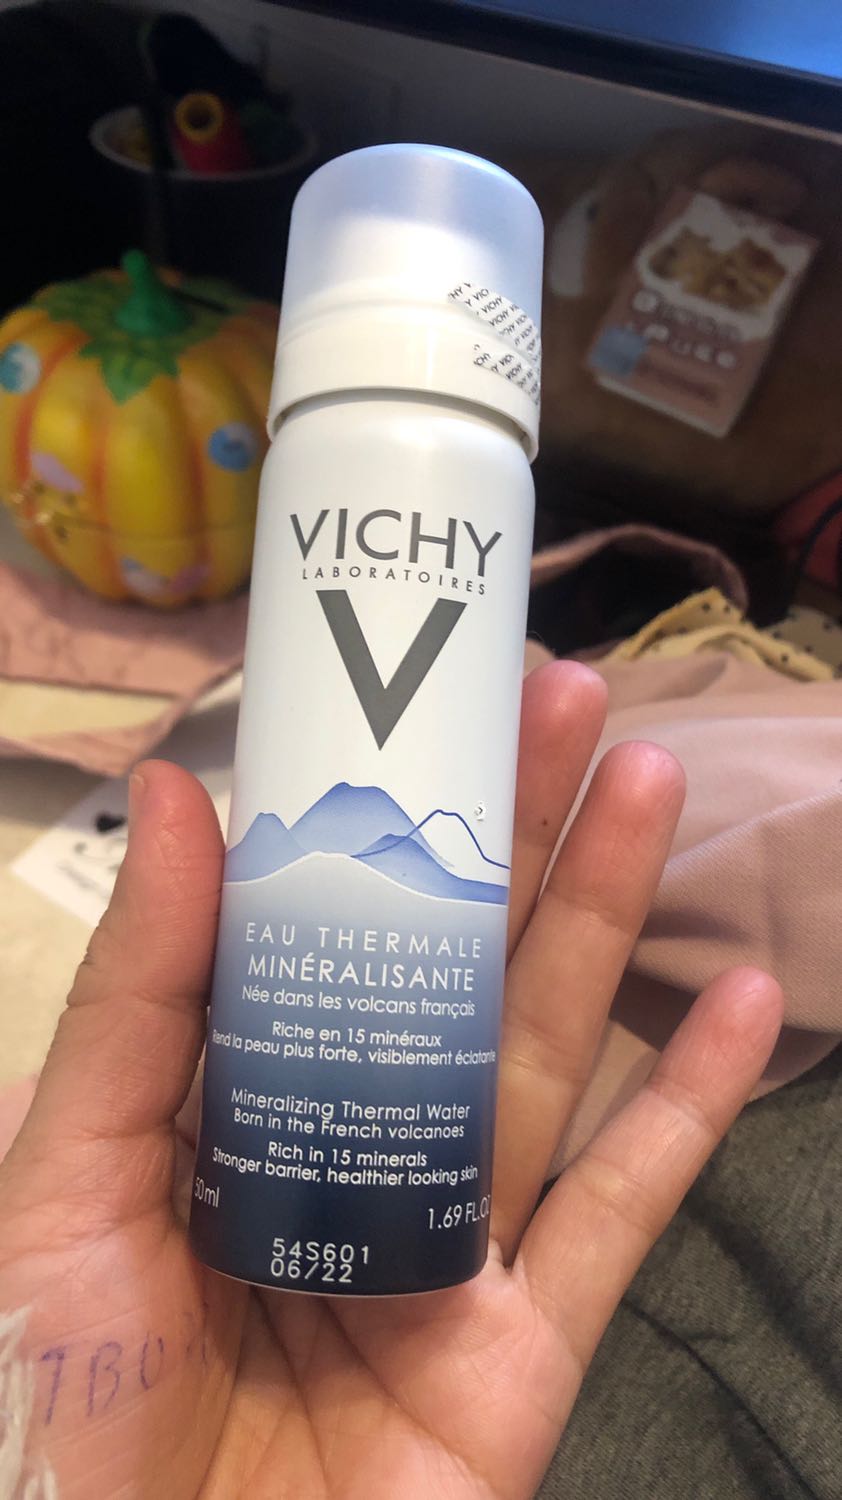 VICHY
LABORATOIRES
V
EAU THERMALE
MINÉRALISANTE
Née dans les volcans français
Riche en 15 minéraux
Rend la peau plus forte, visiblement éclatante
Mineralizing Thermal Water
Born in the French volcanoes
Rich in 15 minerals
Stronger barrier, healthier looking skin
50ml
1.69 FL.O
54S601
06/22